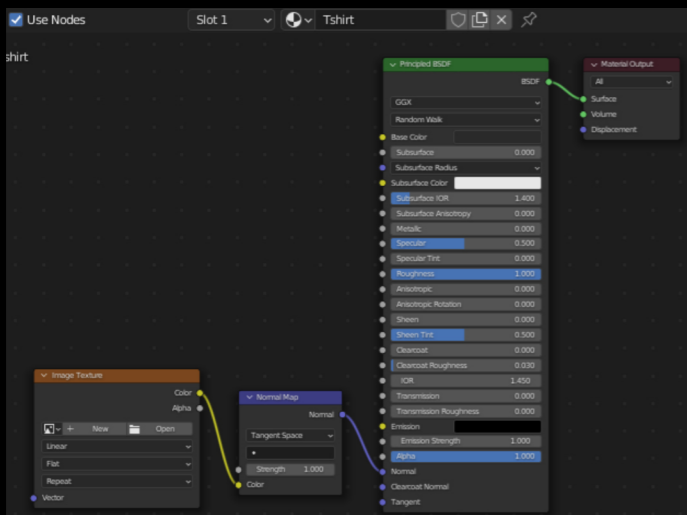 Use Nodes
Slot 1
Tshirt
shirt
Principled BSDF
BSDF
GGX
Random Walk
Base Color
Subsurface 0.000
Subsurface Radius
Subsurface Color
Subsurface IOR 1.400
Subsurface Anisotropy 0.000
Metallic 0.000
Specular 0.500
Specular Tint 0.000
Roughness 1.000
Anisotropic 0.000
Anisotropic Rotation 0.000
Sheen 0.000
Sheen Tint 0.500
Clearcoat 0.000
Clearcoat Roughness 0.030
IOR 1.450
Transmission 0.000
Transmission Roughness 0.000
Emission
Emission Strength 1.000
Alpha 1.000
Normal
Clearcoat Normal
Tangent
Material Output
All
Surface
Volume
Displacement
Image Texture
Color
Alpha
New Open
Linear
Flat
Repeat
Vector
Normal Map
Normal
Tangent Space
Strength 1.000
Color